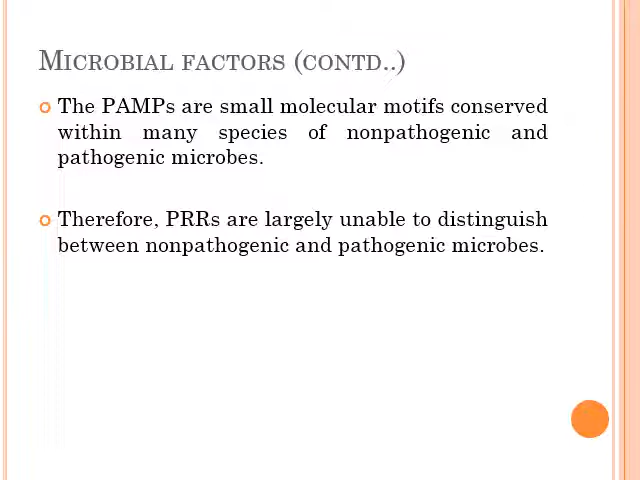 MICROBIAL FACTORS (CONTD..)
The PAMPs are small molecular motifs conserved
within many species of nonpathogenic and
pathogenic microbes.
Therefore, PRRs are largely unable to distinguish
between nonpathogenic and pathogenic microbes.